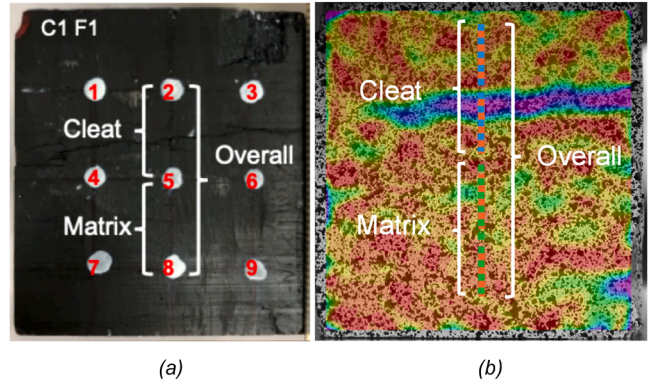 C1 F1
1 2 3
Cleat
Overall
4 5 6
Matrix
7 8 9
(a)
Cleat
Overall
Matrix
(b)